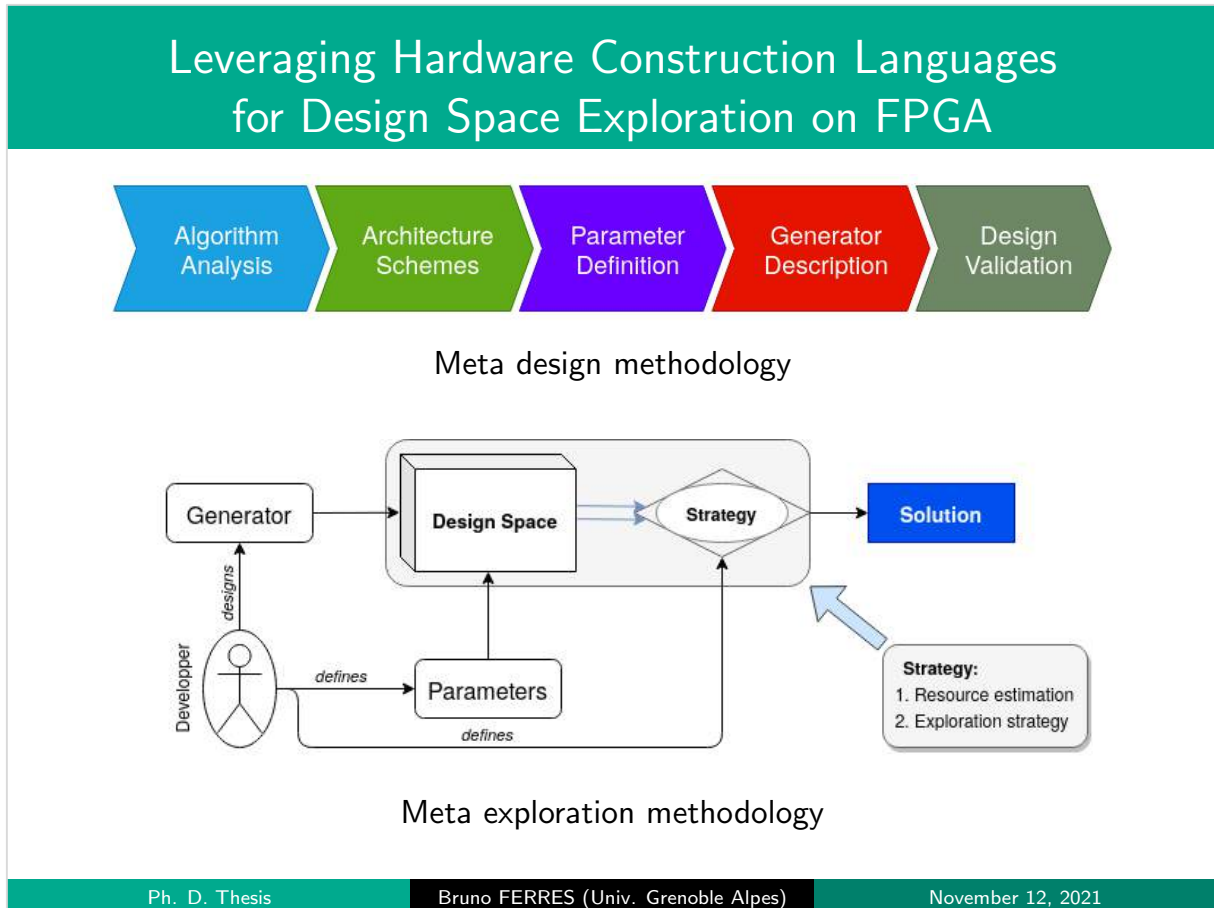 Leveraging Hardware Construction Languages
for Design Space Exploration on FPGA
Algorithm
Analysis
Architecture
Schemes
Parameter
Definition
Generator
Description
Design
Validation
Meta design methodology
Generator
Design Space
Strategy
Solution
designs
Developper
defines
Parameters
defines
Strategy:
1. Resource estimation
2. Exploration strategy
Meta exploration methodology
Ph. D. Thesis
Bruno FERRES (Univ. Grenoble Alpes)
November 12, 2021